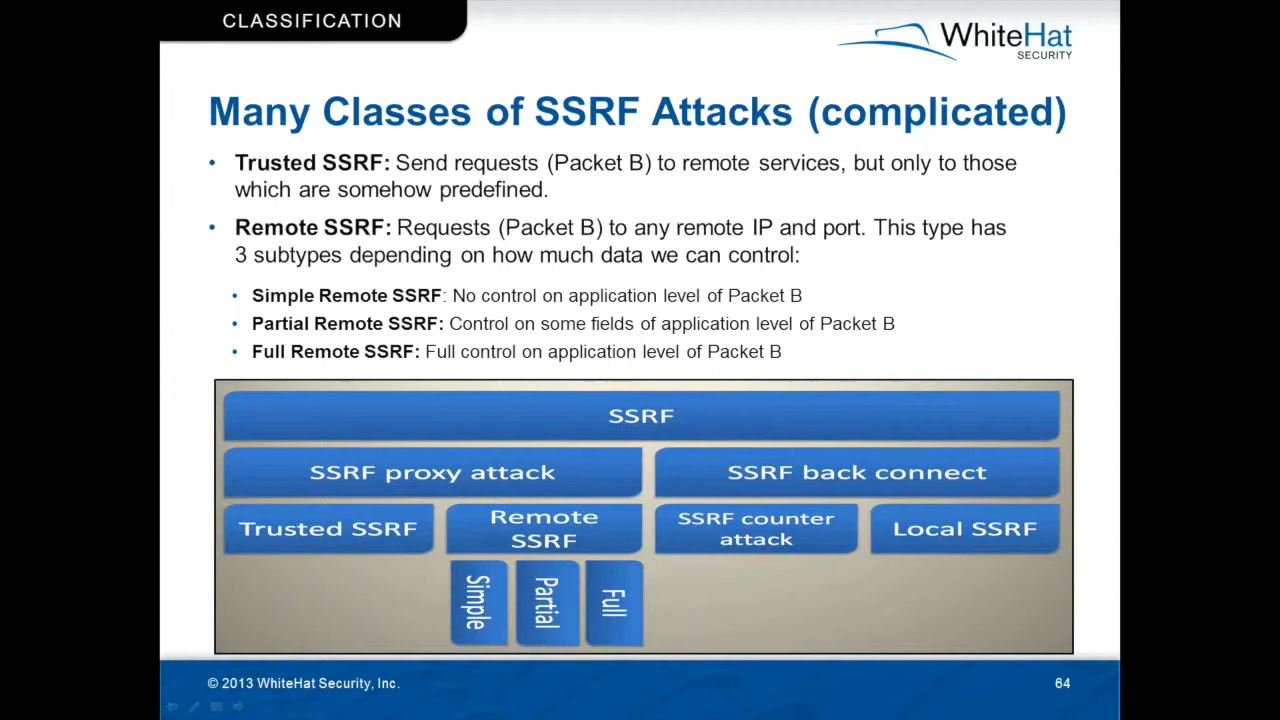 CLASSIFICATION
WhiteHat
SECURITY
Many Classes of SSRF Attacks (complicated)
• Trusted SSRF: Send requests (Packet B) to remote services, but only to those
which are somehow predefined.
• Remote SSRF: Requests (Packet B) to any remote IP and port. This type has
3 subtypes depending on how much data we can control:
• Simple Remote SSRF: No control on application level of Packet B
• Partial Remote SSRF: Control on some fields of application level of Packet B
• Full Remote SSRF: Full control on application level of Packet B
SSRF
SSRF proxy attack
SSRF back connect
Trusted SSRF
Remote
SSRF
SSRF counter
attack
Local SSRF
Simple
Partial
Full
© 2013 WhiteHat Security, Inc.
64